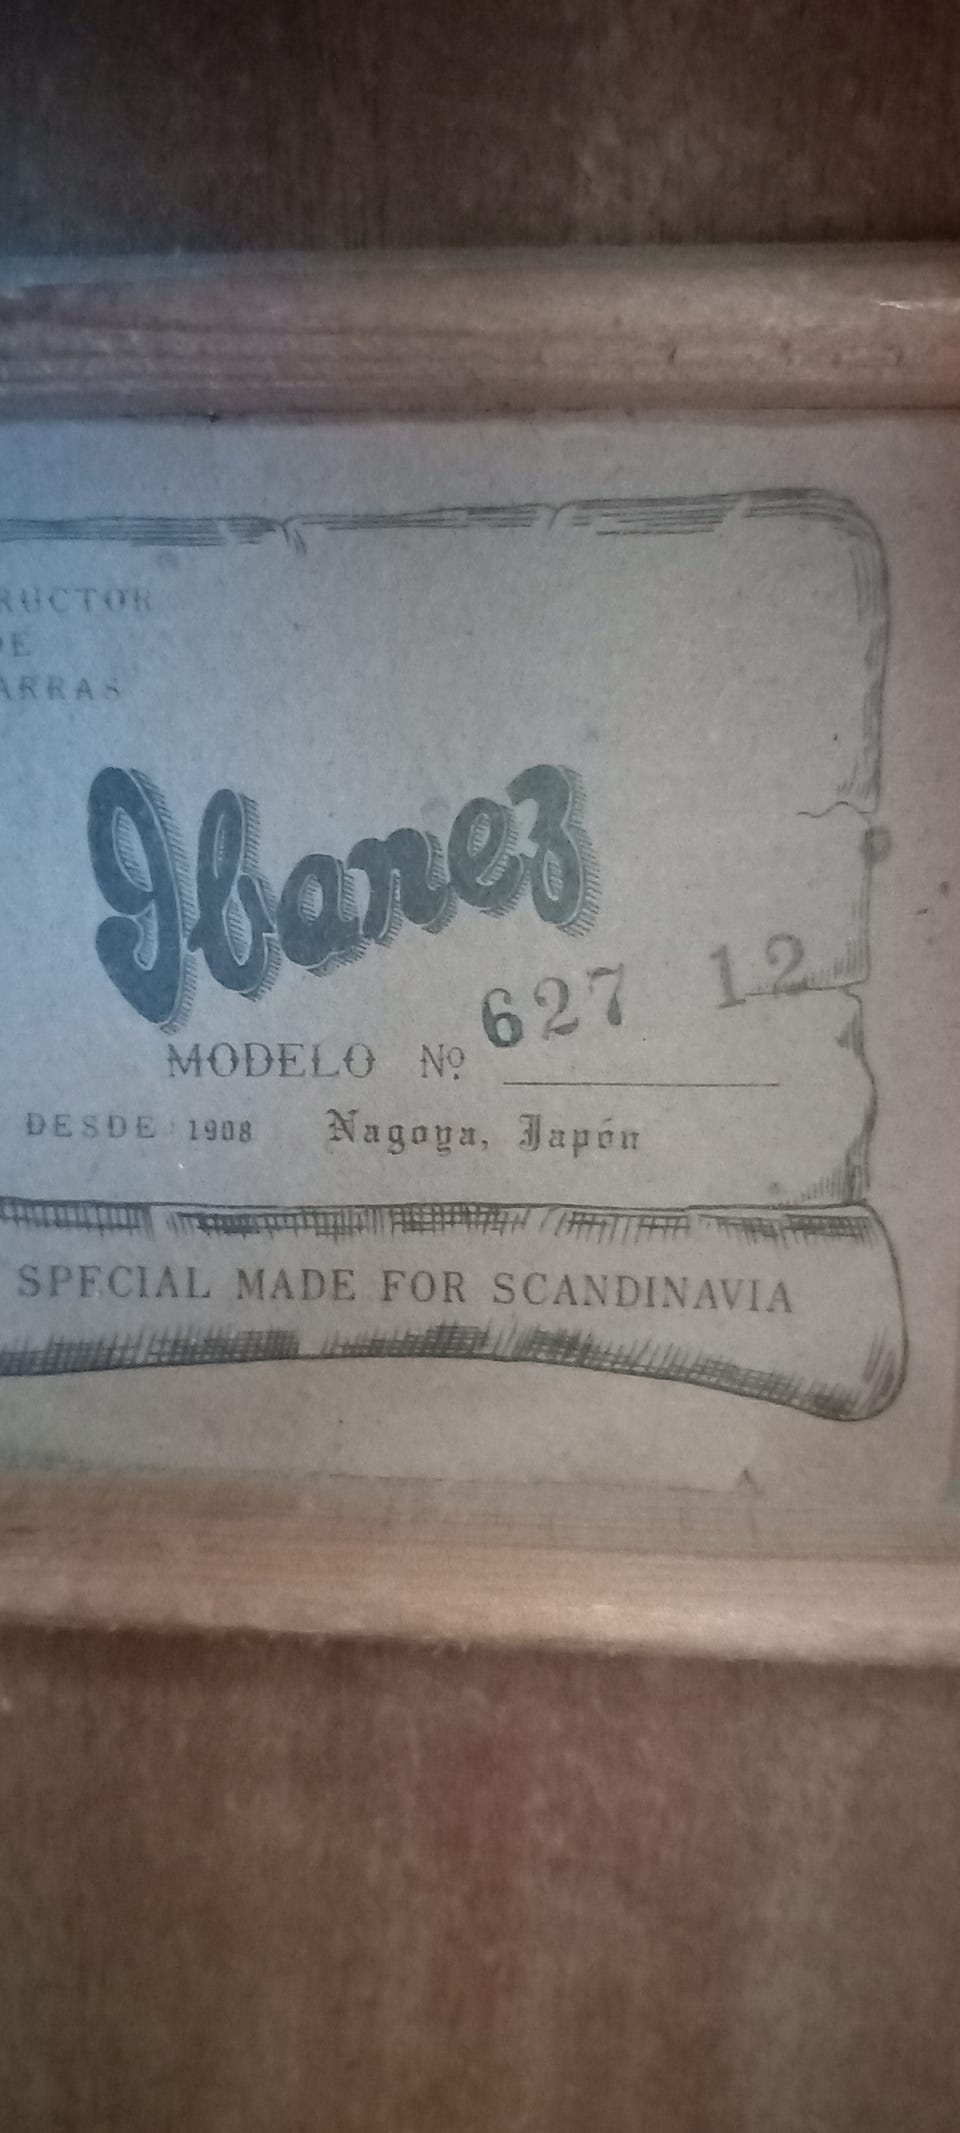 RUCTOR
DE
ARRAS
Ibanez
627 12
MODELO Nº
DESDE 1908 Nagoya, Japón
SPECIAL MADE FOR SCANDINAVIA